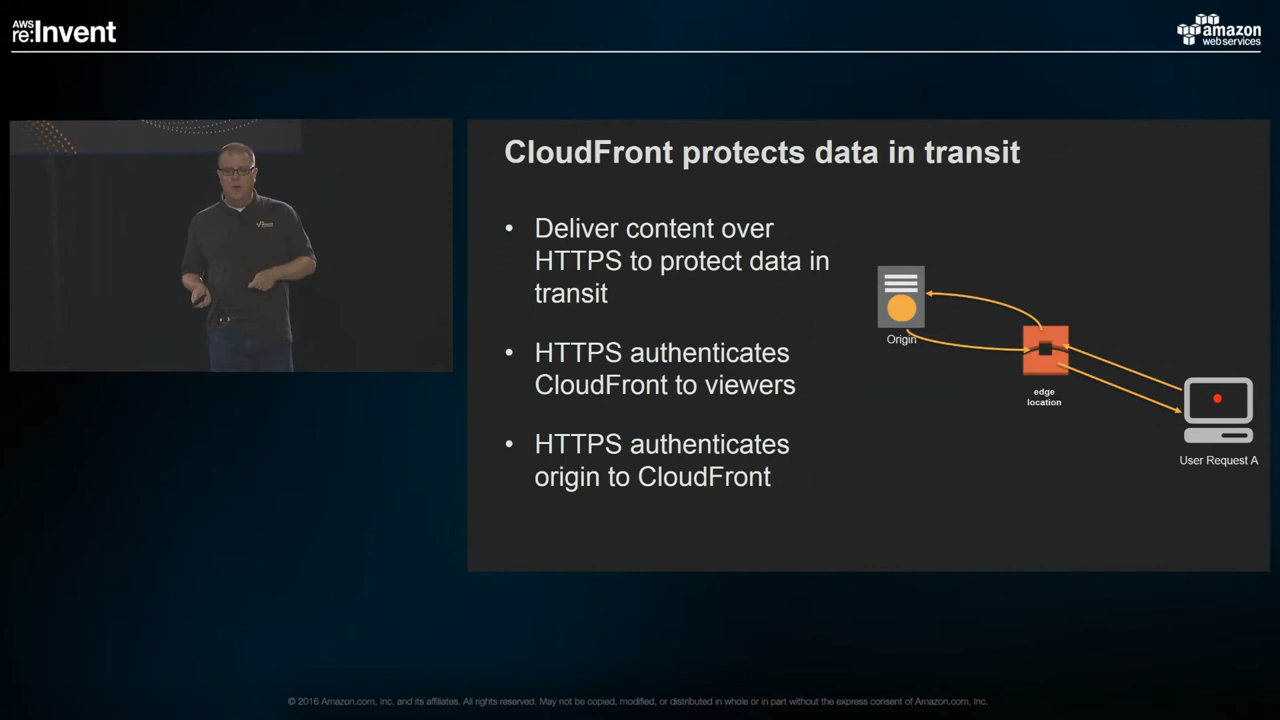 AWS
re:Invent
amazon
web services
CloudFront protects data in transit
• Deliver content over
HTTPS to protect data in
transit
• HTTPS authenticates
CloudFront to viewers
• HTTPS authenticates
origin to CloudFront
Origin
edge
location
User Request A
© 2016 Amazon.com, Inc. and its affiliates. All rights reserved. May not be copied, modified, or distributed in whole or in part without the express consent of Amazon.com, Inc.